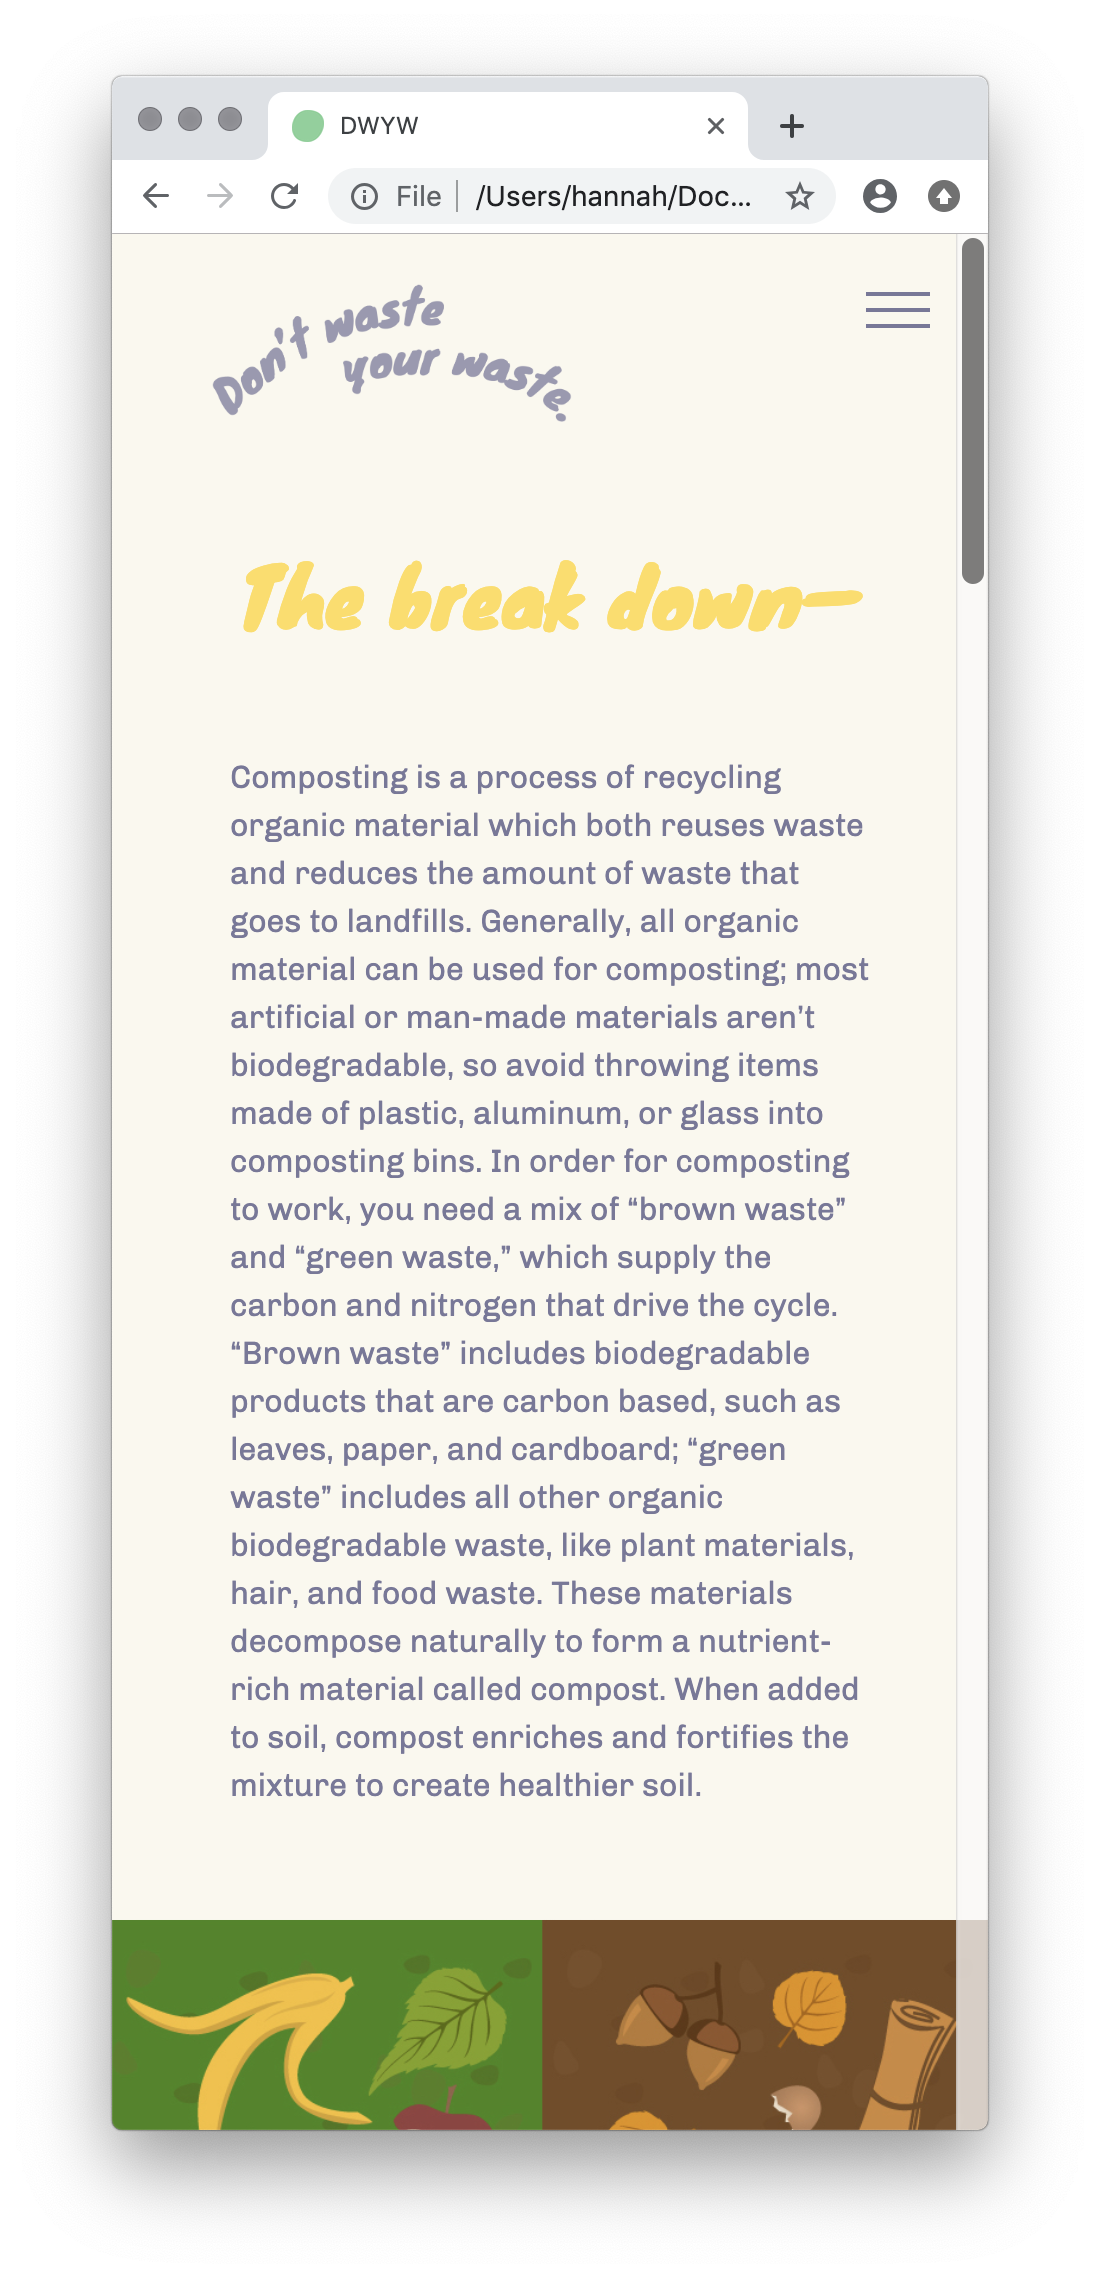 DWYW
File
/Users/hannah/Doc...
Don't waste
your waste.
The break down—
Composting is a process of recycling
organic material which both reuses waste
and reduces the amount of waste that
goes to landfills. Generally, all organic
material can be used for composting; most
artificial or man-made materials aren’t
biodegradable, so avoid throwing items
made of plastic, aluminum, or glass into
composting bins. In order for composting
to work, you need a mix of “brown waste”
and “green waste,” which supply the
carbon and nitrogen that drive the cycle.
“Brown waste” includes biodegradable
products that are carbon based, such as
leaves, paper, and cardboard; “green
waste” includes all other organic
biodegradable waste, like plant materials,
hair, and food waste. These materials
decompose naturally to form a nutrient-
rich material called compost. When added
to soil, compost enriches and fortifies the
mixture to create healthier soil.